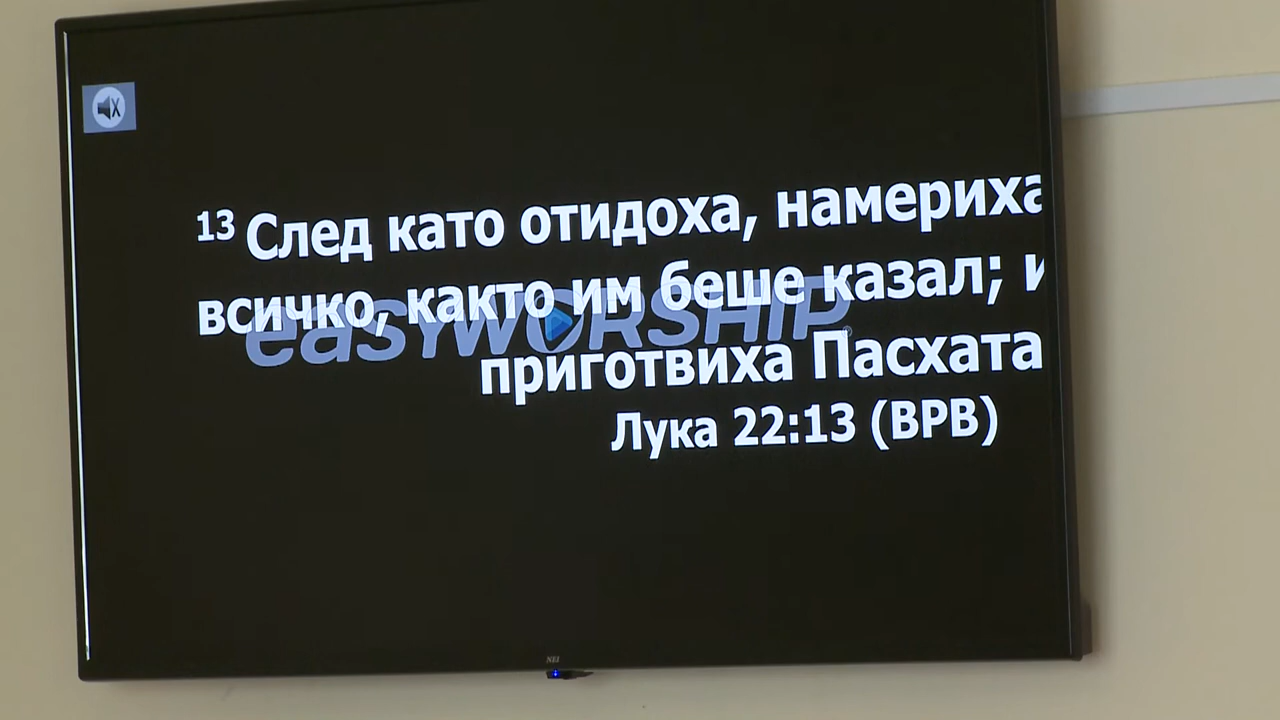 13 След като отидоха, намериха
всичко, както им беше казал; и
easyWORSHIP
приготвиха Пасхата
Лука 22:13 (ВРВ)
NEI